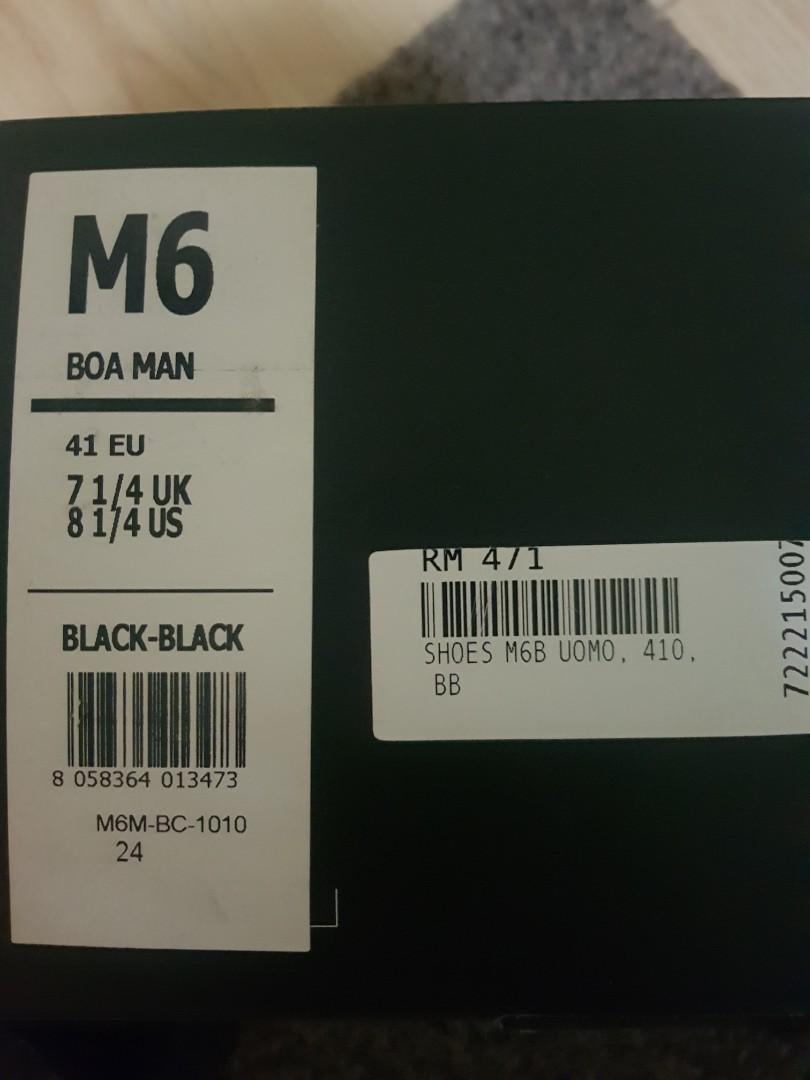 M6
BOA MAN
41 EU
7 1/4 UK
8 1/4 US
BLACK-BLACK
8 058364 013473
M6M-BC-1010
24
RM 471
SHOES M6B UOMO, 410,
BB
722215007